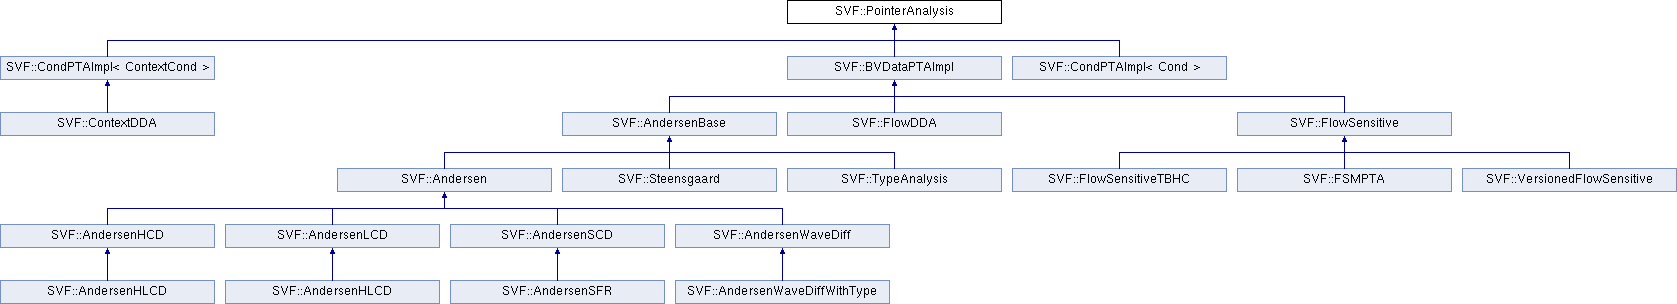 SVF::PointerAnalysis
SVF::CondPTAImpl< ContextCond >
SVF::BVDataPTAImpl
SVF::CondPTAImpl< Cond >
SVF::ContextDDA
SVF::AndersenBase
SVF::FlowDDA
SVF::FlowSensitive
SVF::Andersen
SVF::Steensgaard
SVF::TypeAnalysis
SVF::FlowSensitiveTBHC
SVF::FSMPTA
SVF::VersionedFlowSensitive
SVF::AndersenHCD
SVF::AndersenLCD
SVF::AndersenSCD
SVF::AndersenWaveDiff
SVF::AndersenHLCD
SVF::AndersenHLCD
SVF::AndersenSFR
SVF::AndersenWaveDiffWithType